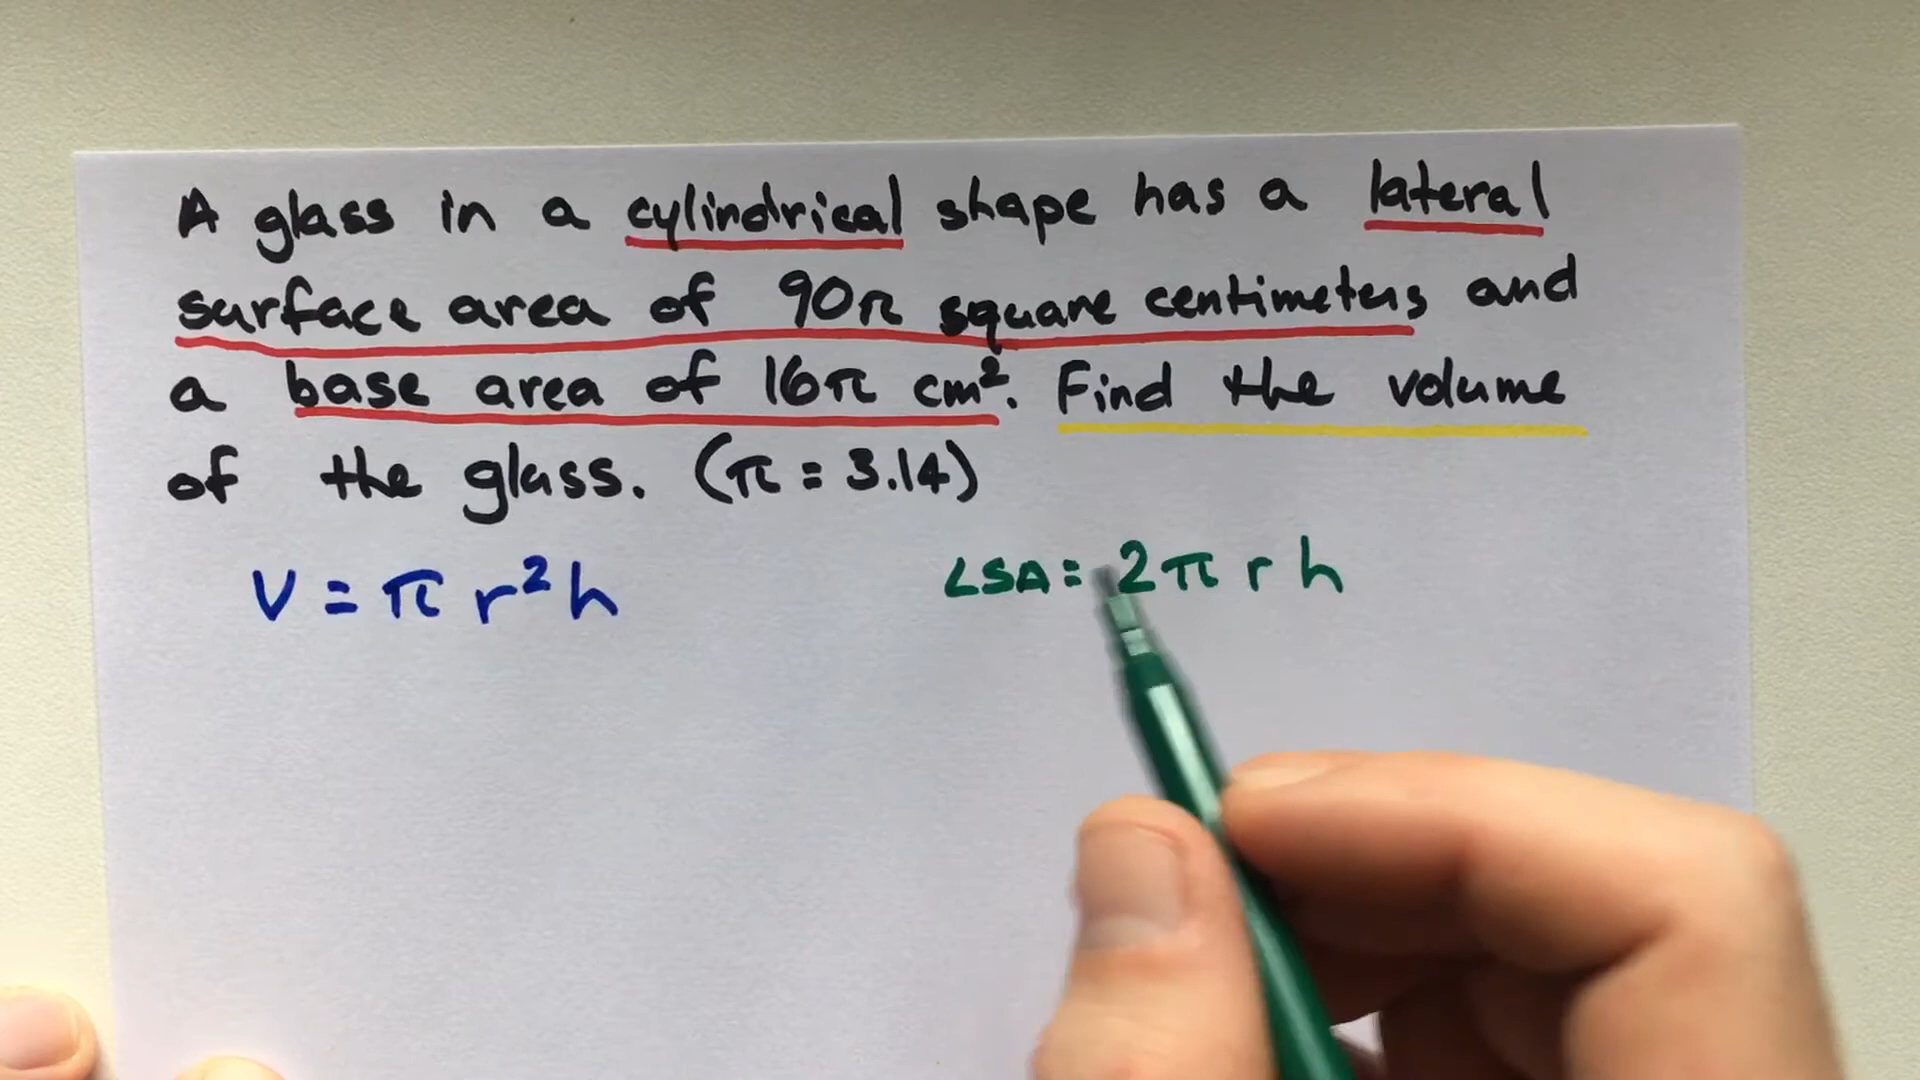 A glass in a cylindrical shape has a lateral
surface area of 90π square centimeters and
a base area of 16π cm². Find the volume
of the glass. (π = 3.14)
V = π r² h
LSA = 2π r h